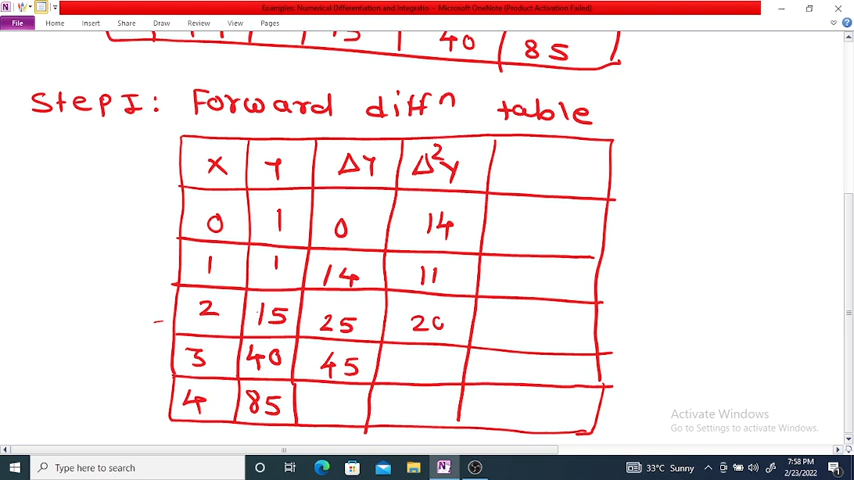 Examples: Numerical Differentiation and Integratio - Microsoft OneNote (Product Activation Failed)
File Home Insert Share Draw Review View Pages
40 85
Step I: Forward diffn table
X Y ΔY Δ²Y
0 1 0 14
1 1 14 11
2 15 25 20
3 40 45
4 85
Activate Windows
Go to Settings to activate Windows.
Type here to search
33°C Sunny
7:58 PM
2/23/2022